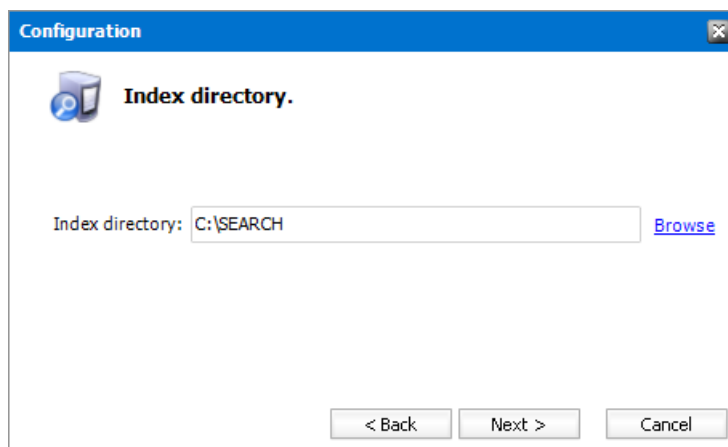 Configuration
Index directory.
Index directory: C:\SEARCH Browse
< Back Next > Cancel